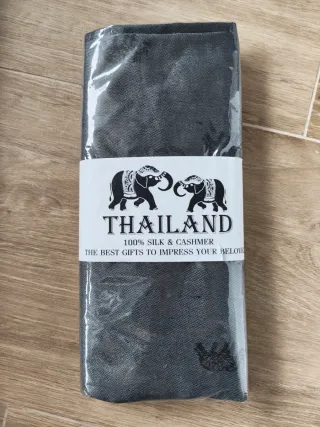 THAILAND
100% SILK & CASHMER
THE BEST GIFTS TO IMPRESS YOUR BELOVE